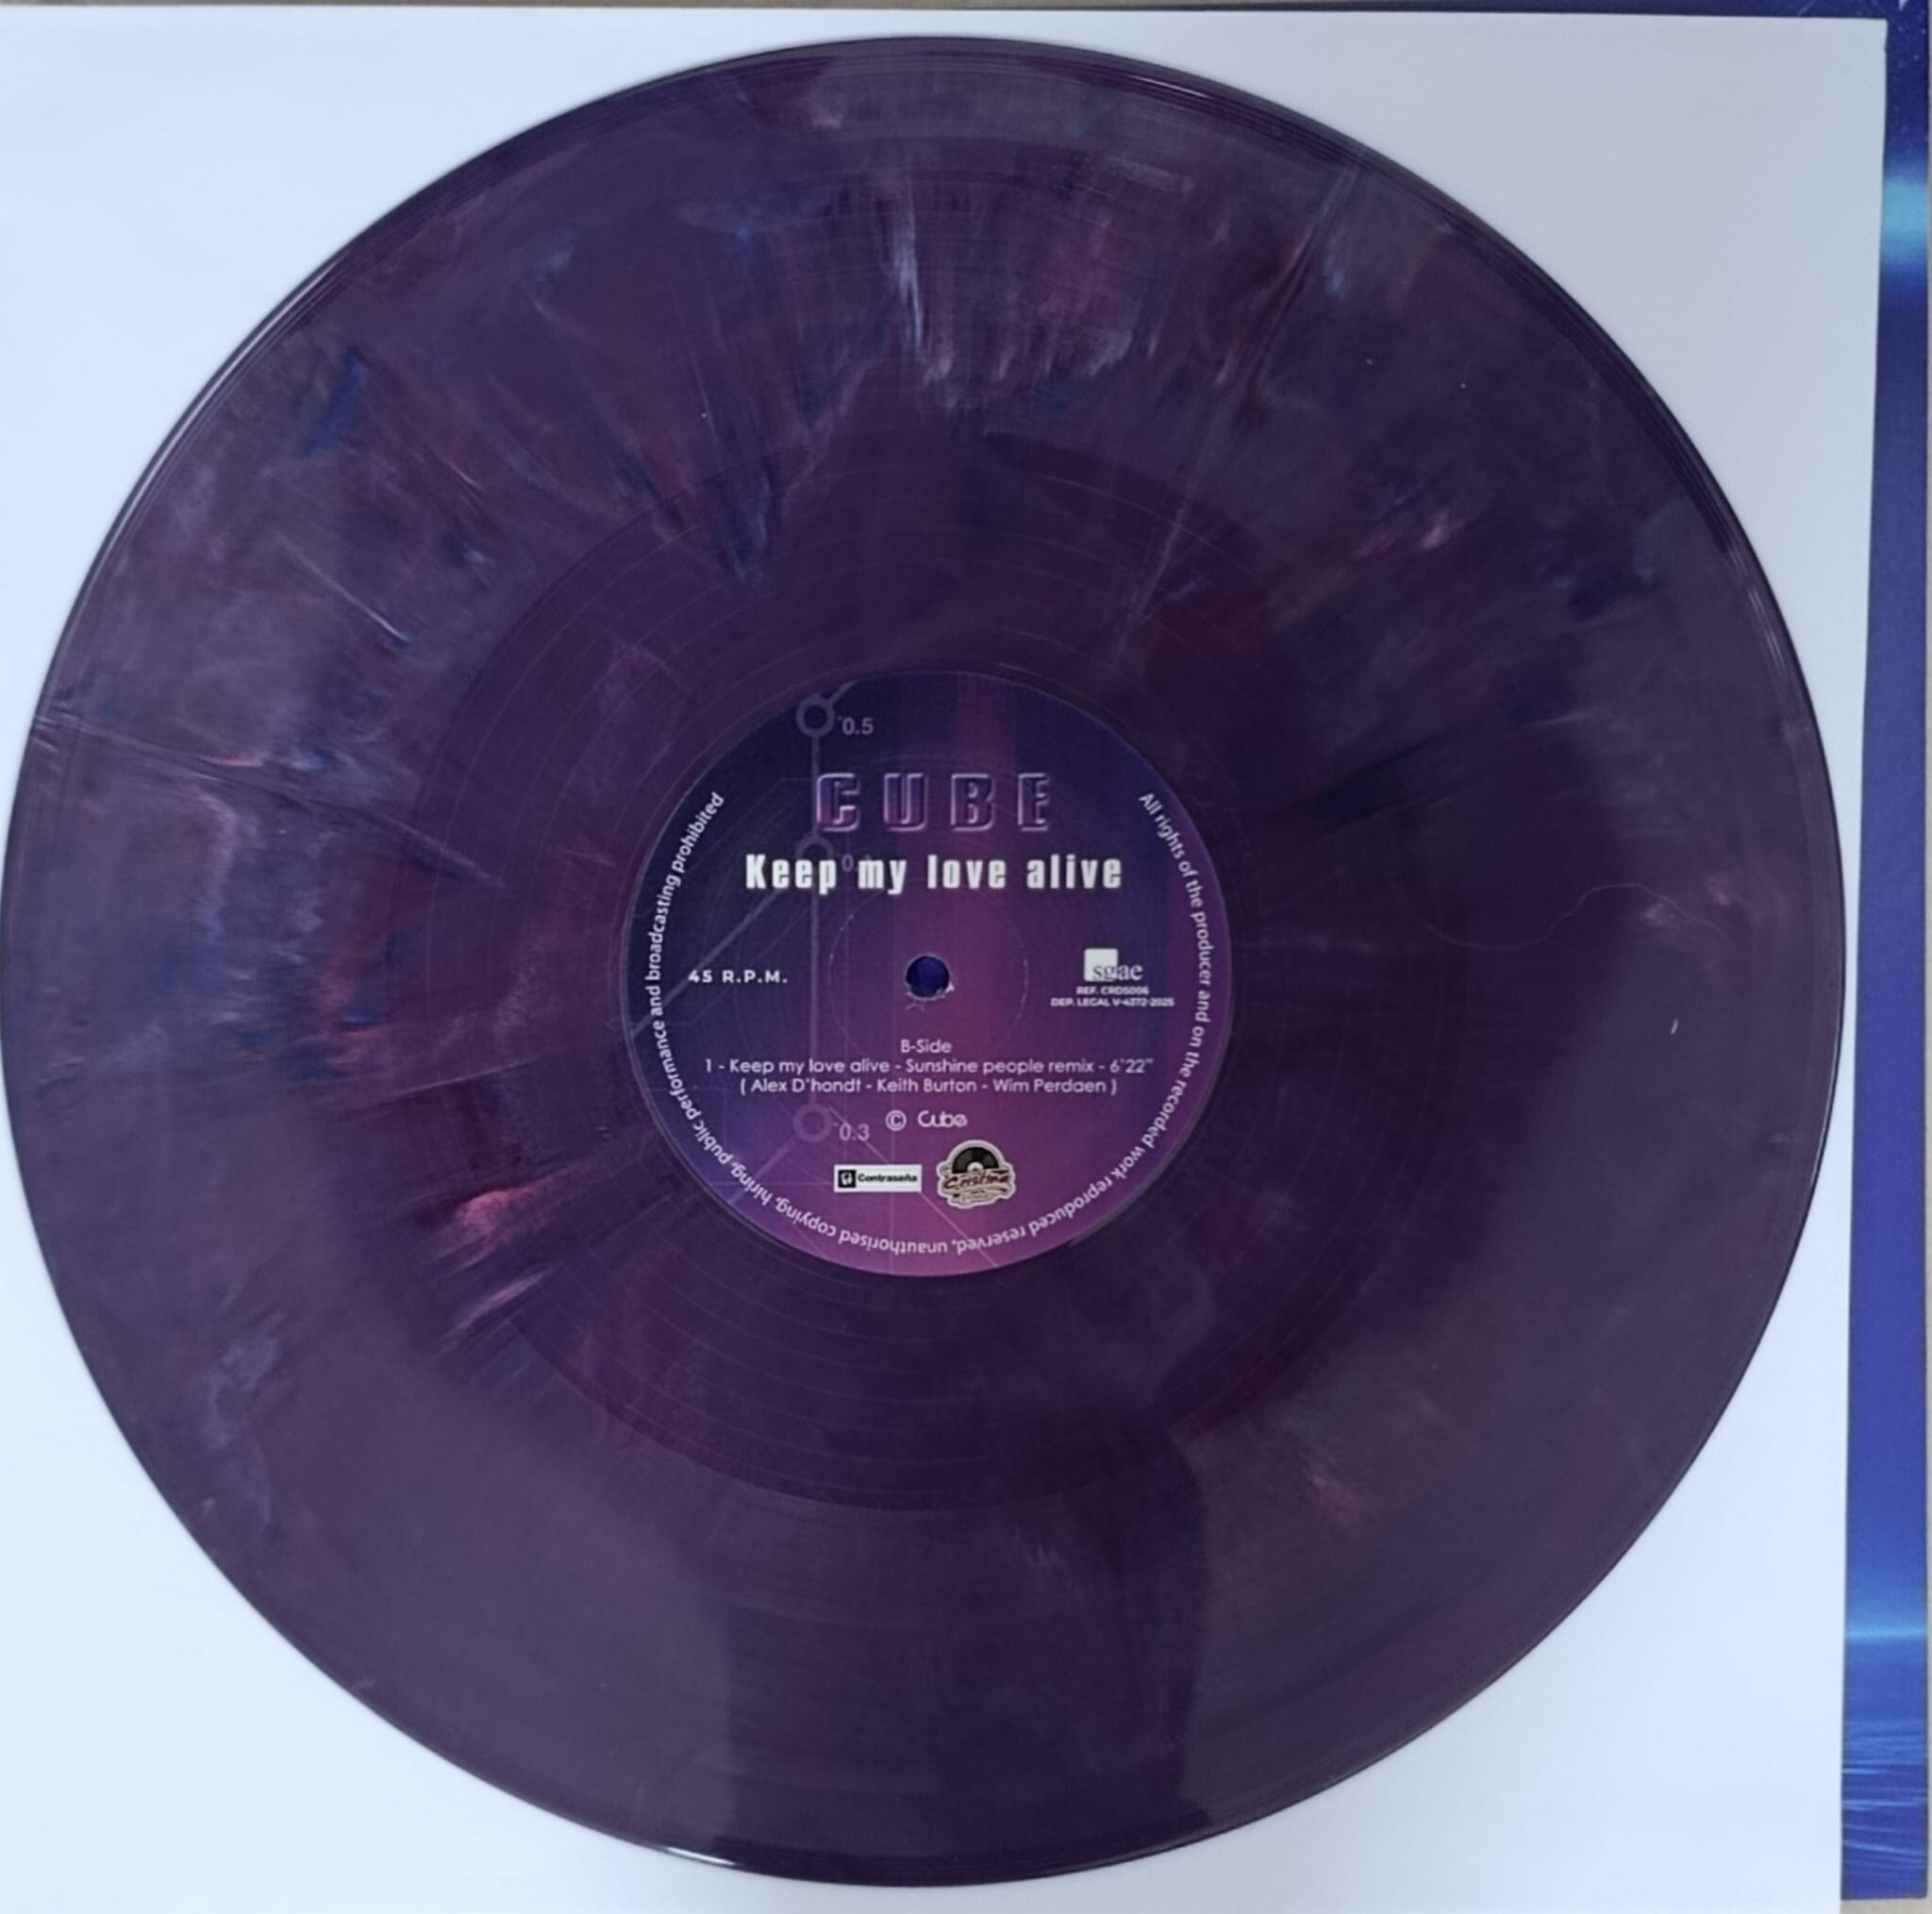 0.5
CUBE
Keep my love alive
45 R.P.M.
sgae
REF. CRDS006
DEP. LEGAL V-4372-2025
B-Side
1 - Keep my love alive - Sunshine people remix - 6'22"
( Alex D'hondt - Keith Burton - Wim Perdaen )
0.3
© Cube
Contraseña
All rights of the producer and on the recorded work reproduced reserved, unauthorised copying, hiring, public performance and broadcasting prohibited